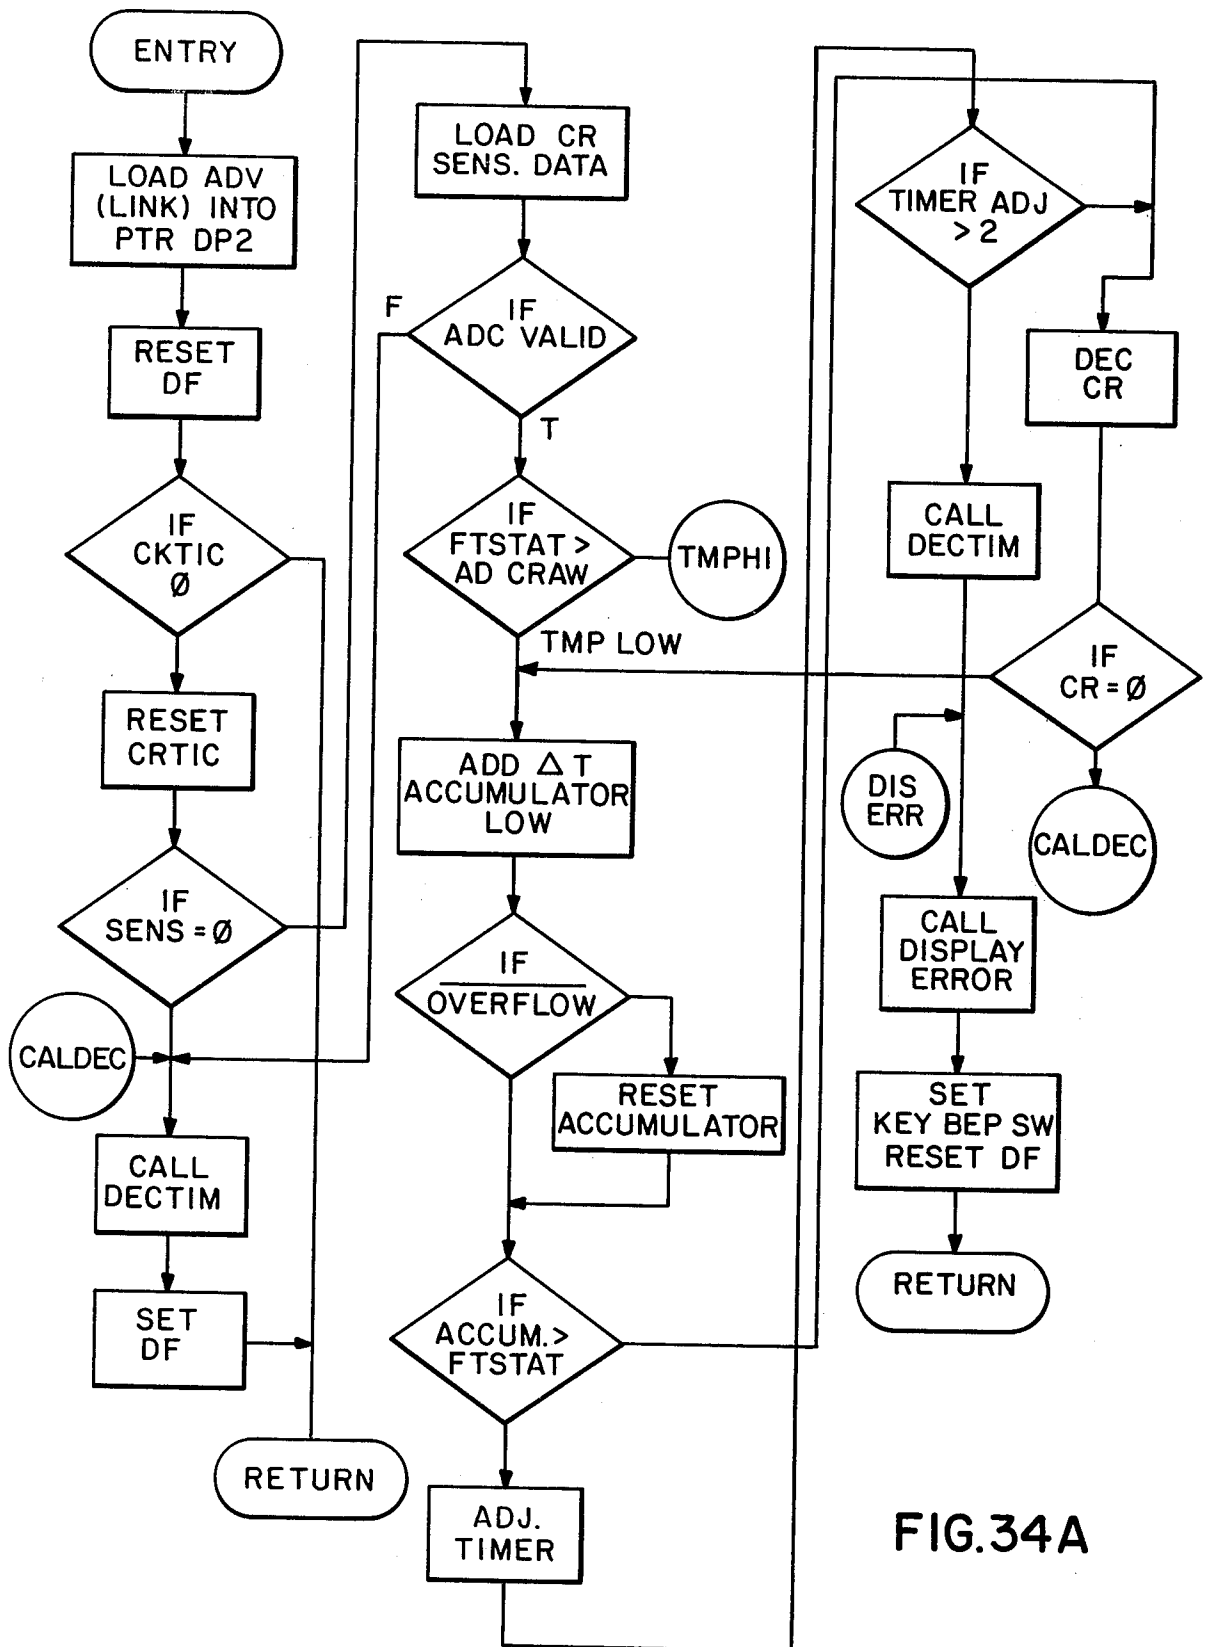 ENTRY
LOAD ADV
(LINK) INTO
PTR DP2
RESET
DF
IF
CKTIC
Ø
RESET
CRTIC
IF
SENS = Ø
CALDEC
CALL
DECTIM
SET
DF
RETURN
LOAD CR
SENS. DATA
F
IF
ADC VALID
T
IF
FTSTAT >
AD CRAW
TMPHI
TMP LOW
ADD Δ T
ACCUMULATOR
LOW
IF
OVERFLOW
RESET
ACCUMULATOR
IF
ACCUM. >
FTSTAT
ADJ.
TIMER
IF
TIMER ADJ
> 2
DEC
CR
CALL
DECTIM
IF
CR = Ø
DIS
ERR
CALDEC
CALL
DISPLAY
ERROR
SET
KEY BEP SW
RESET DF
RETURN
FIG.34A